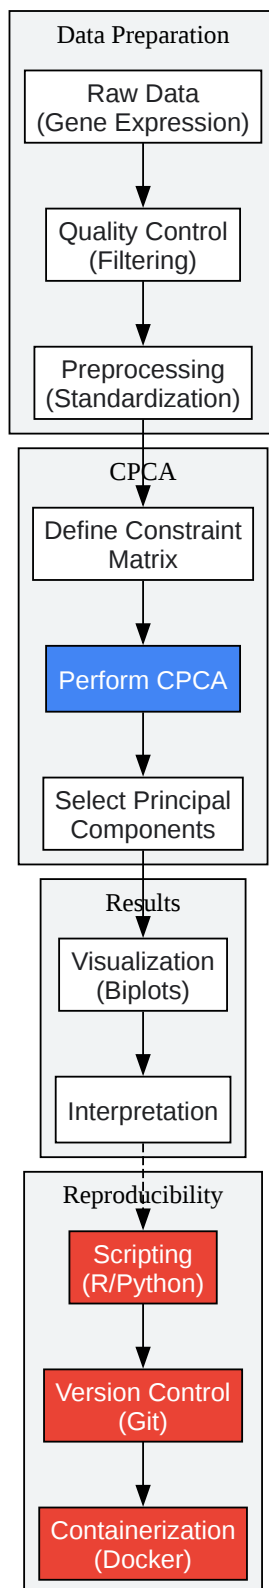 Data Preparation
Raw Data
(Gene Expression)
Quality Control
(Filtering)
Preprocessing
(Standardization)
CPCA
Define Constraint
Matrix
Perform CPCA
Select Principal
Components
Results
Visualization
(Biplots)
Interpretation
Reproducibility
Scripting
(R/Python)
Version Control
(Git)
Containerization
(Docker)